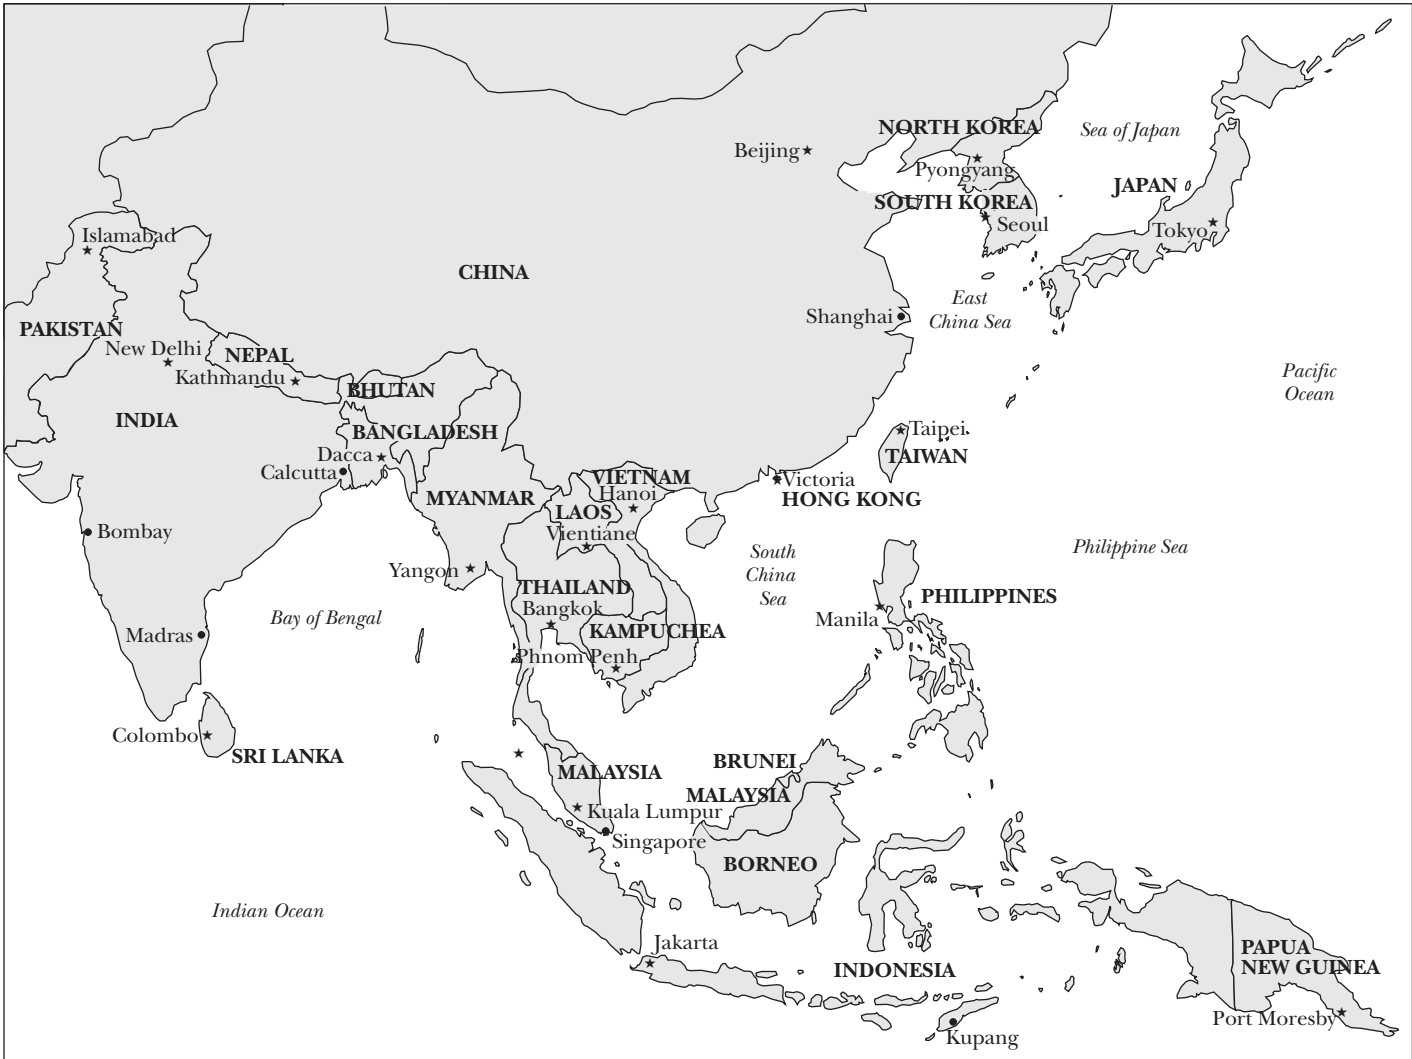 NORTH KOREA
Sea of Japan
Beijing
Pyongyang
JAPAN
SOUTH KOREA
Seoul
Tokyo
Islamabad
CHINA
East
China Sea
Shanghai
PAKISTAN
New Delhi
NEPAL
Kathmandu
BHUTAN
Pacific
Ocean
INDIA
BANGLADESH
Taipei
Dacca
TAIWAN
Calcutta
VIETNAM
Victoria
Hanoi
MYANMAR
HONG KONG
LAOS
Bombay
Vientiane
South
China
Sea
Philippine Sea
Yangon
THAILAND
PHILIPPINES
Bangkok
Bay of Bengal
Manila
Madras
KAMPUCHEA
Phnom Penh
Colombo
SRI LANKA
BRUNEI
MALAYSIA
MALAYSIA
Kuala Lumpur
Singapore
BORNEO
Indian Ocean
Jakarta
INDONESIA
PAPUA
NEW GUINEA
Port Moresby
Kupang